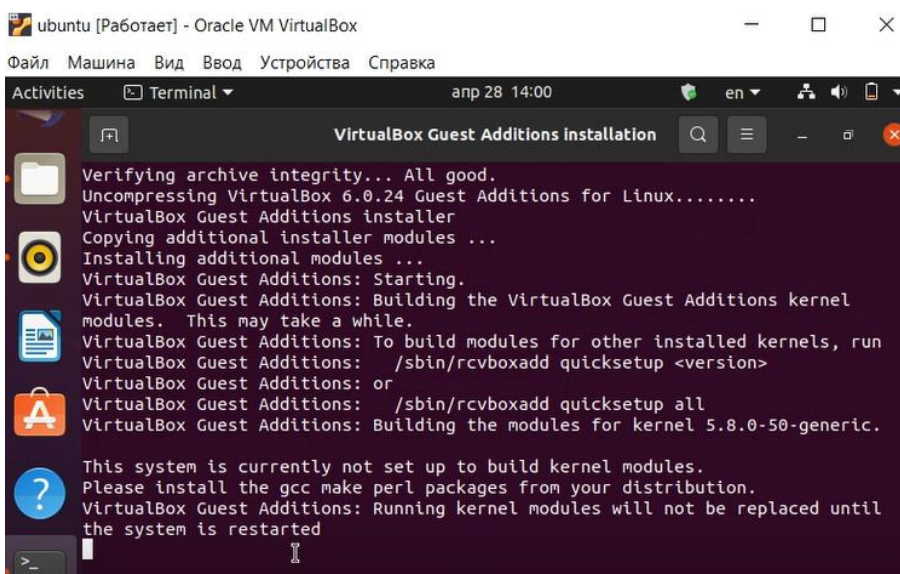 ubuntu [Работает] - Oracle VM VirtualBox
Файл Машина Вид Ввод Устройства Справка
Activities Terminal апр 28 14:00 en
VirtualBox Guest Additions installation
Verifying archive integrity... All good.
Uncompressing VirtualBox 6.0.24 Guest Additions for Linux........
VirtualBox Guest Additions installer
Copying additional installer modules ...
Installing additional modules ...
VirtualBox Guest Additions: Starting.
VirtualBox Guest Additions: Building the VirtualBox Guest Additions kernel
modules.  This may take a while.
VirtualBox Guest Additions: To build modules for other installed kernels, run
VirtualBox Guest Additions:   /sbin/rcvboxadd quicksetup <version>
VirtualBox Guest Additions: or
VirtualBox Guest Additions:   /sbin/rcvboxadd quicksetup all
VirtualBox Guest Additions: Building the modules for kernel 5.8.0-50-generic.
This system is currently not set up to build kernel modules.
Please install the gcc make perl packages from your distribution.
VirtualBox Guest Additions: Running kernel modules will not be replaced until
the system is restarted